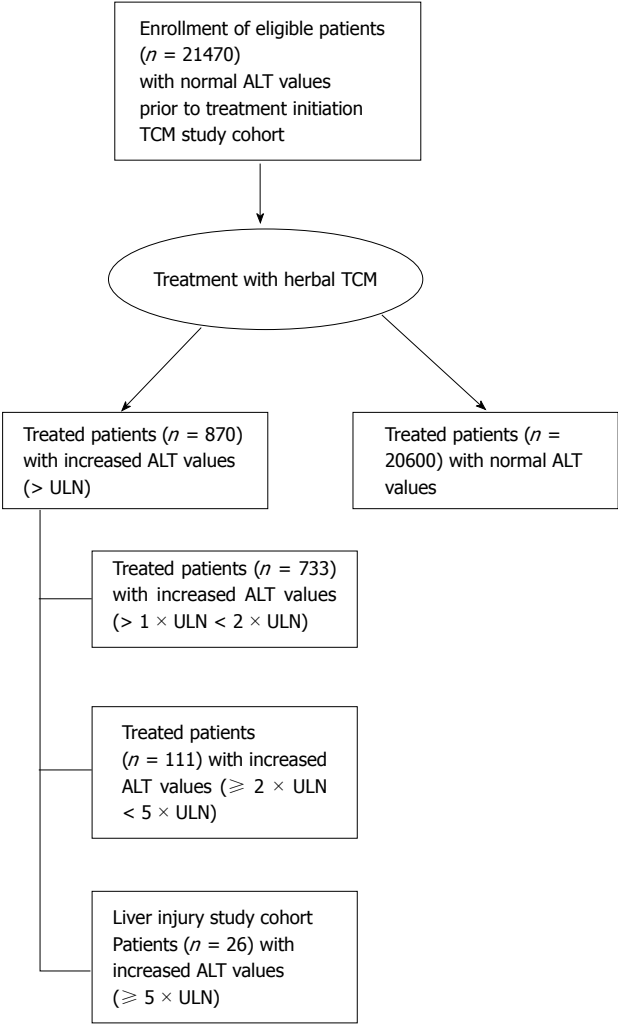 Enrollment of eligible patients
(n = 21470)
with normal ALT values
prior to treatment initiation
TCM study cohort
Treatment with herbal TCM
Treated patients (n = 870)
with increased ALT values
(> ULN)
Treated patients (n =
20600) with normal ALT
values
Treated patients (n = 733)
with increased ALT values
(> 1 × ULN < 2 × ULN)
Treated patients
(n = 111) with increased
ALT values (≥ 2 × ULN
< 5 × ULN)
Liver injury study cohort
Patients (n = 26) with
increased ALT values
(≥ 5 × ULN)